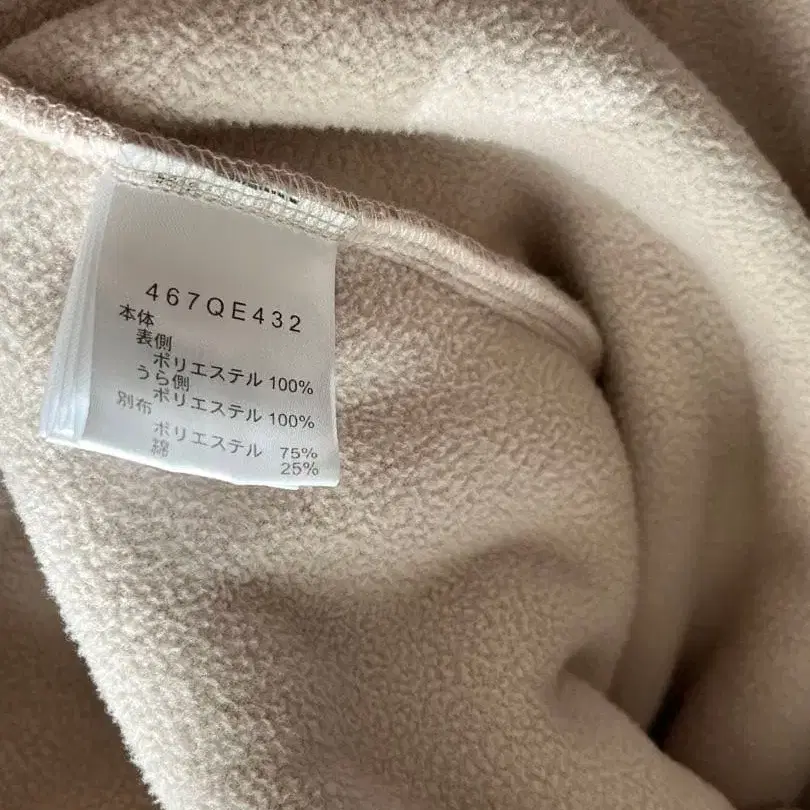 467QE432
本体
表側
ポリエステル 100%
うら側
ポリエステル 100%
別布
ポリエステル 75%
綿 25%